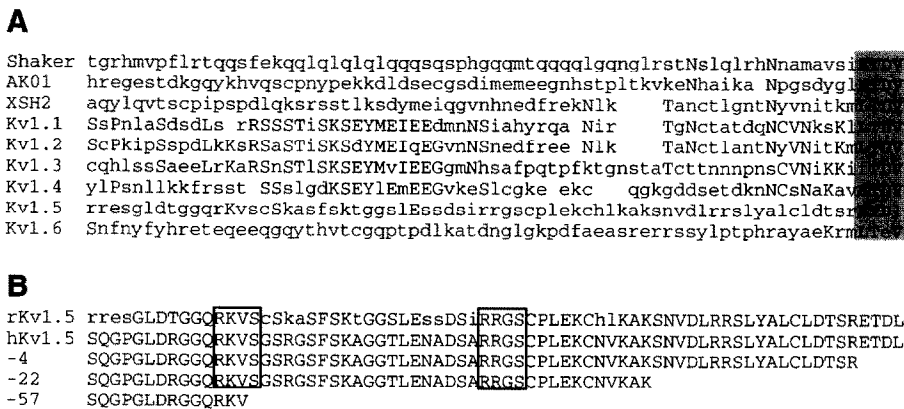 A
Shaker tgrhmvpflrtqqsfekqqlqlqlqlqqqsqsphgqqmtqqqqlgqqnglrstNslqlrhNnamavsi
AK01 hregestdkgqykhvqscpnypekkdldsecgsdimemeegnhstpltkvkeNhaika Npgsdygl
XSH2 aqylqvtscpipspdlqksrsstlksdymeiqgvnhnedfrekNlk TanctlgntNyvnitkm
Kv1.1 SsPnlaSdsdLs rRSSSTiSKSEYMEIEEdmnNSiahyrqa Nir TgNctatdqNCVNksKl
Kv1.2 ScPkipSspdLkKsRSaSTiSKSdYMEIqEGvnNSnedfree Nlk TaNctlantNyVNitKm
Kv1.3 cqhlssSaeeLrKaRSnSTlSKSEYMvIEEGgmNhsafpqtpfktgnstaTcttnnnpnsCVNiKKi
Kv1.4 ylPsnllkkfrsst SSslgdKSEYlEmEEGvkeSlcgke ekc qgkgddsetdknNCsNaKav
Kv1.5 rresgldtggqrKvscSkasfsktggslEssdsirrgscplekchlkaksnvdlrrslyalcldtsr
Kv1.6 SnfnyfyhreteqeeqgqythvtcgqptpdlkatdnglgkpdfaeasrerrssylptphrayaeKrm
B
rKv1.5 rresGLDTGGQRKVScSkaSFSKtGGSLEssDSiRRGSCPLEKChlKAKSNVDLRRSLYALCLDTSRETDL
hKv1.5 SQGPGLDRGGQRKVSGSRGSFSKAGGTLENADSARRGSCPLEKCNVKAKSNVDLRRSLYALCLDTSRETDL
-4 SQGPGLDRGGQRKVSGSRGSFSKAGGTLENADSARRGSCPLEKCNVKAKSNVDLRRSLYALCLDTSR
-22 SQGPGLDRGGQRKVSGSRGSFSKAGGTLENADSARRGSCPLEKCNVKAK
-57 SQGPGLDRGGQRKV